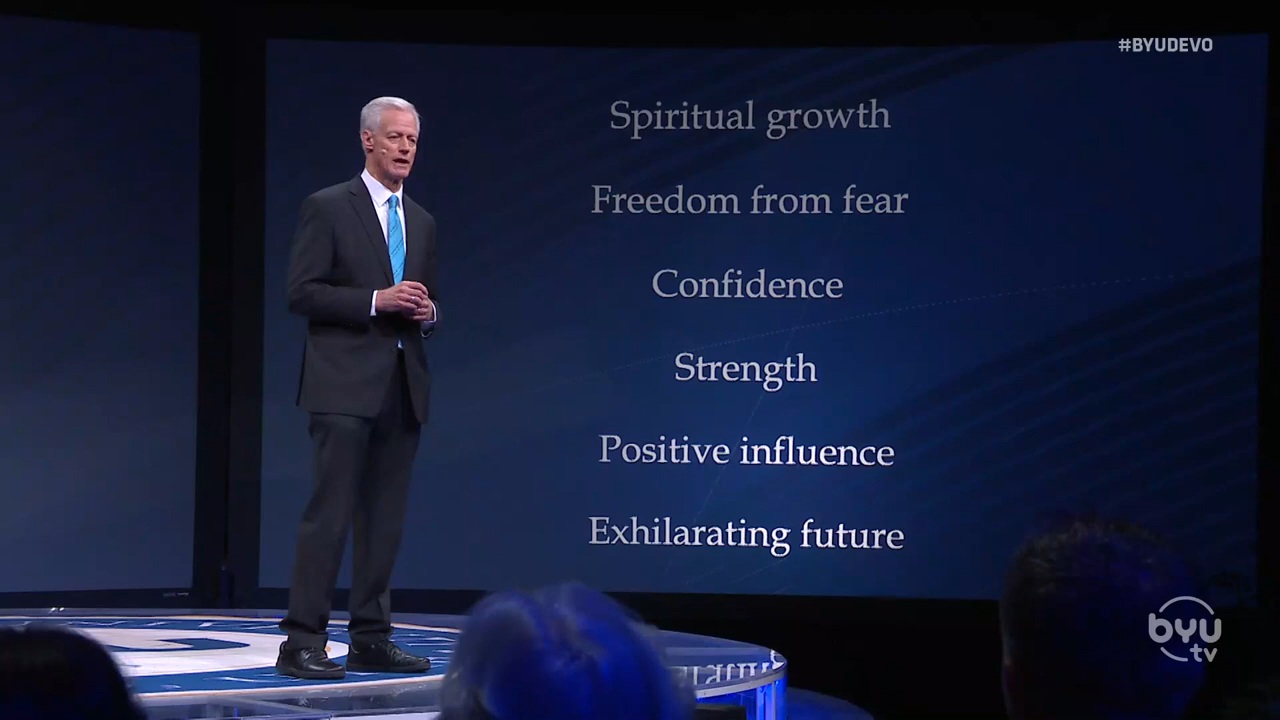 #BYUDEVO
Spiritual growth
Freedom from fear
Confidence
Strength
Positive influence
Exhilarating future
byu
tv